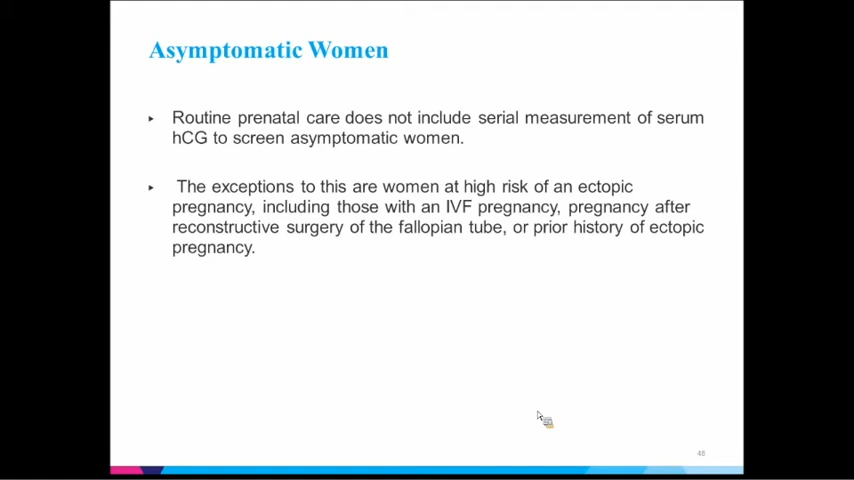 Asymptomatic Women
▸ Routine prenatal care does not include serial measurement of serum
hCG to screen asymptomatic women.
▸ The exceptions to this are women at high risk of an ectopic
pregnancy, including those with an IVF pregnancy, pregnancy after
reconstructive surgery of the fallopian tube, or prior history of ectopic
pregnancy.
48